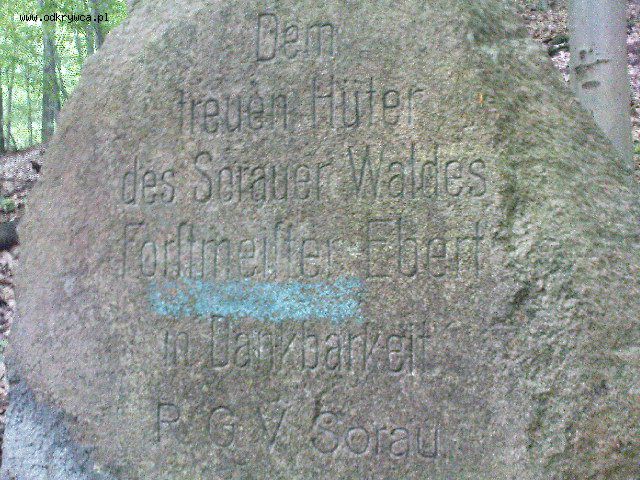 www.odkrywca.pl
Dem
treuen Hüter
des Sorauer Waldes
Forſtmeiſter Ebert
in Dankbarkeit
R. G. V. Sorau